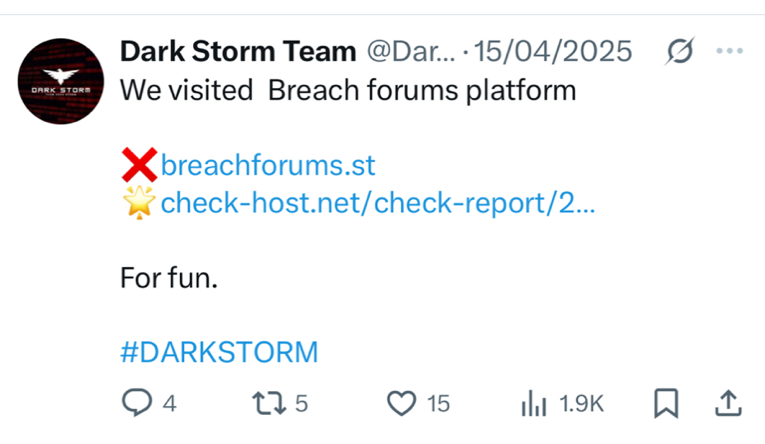 Dark Storm Team @Dar... · 15/04/2025
We visited  Breach forums platform
❌breachforums.st
🌟check-host.net/check-report/2...
For fun.
#DARKSTORM
4 5 15 1.9K
DARK STORM